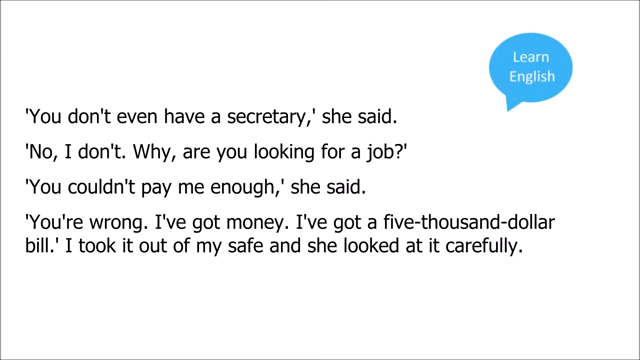 Learn
English
'You don't even have a secretary,' she said.
'No, I don't. Why, are you looking for a job?'
'You couldn't pay me enough,' she said.
'You're wrong. I've got money. I've got a five-thousand-dollar
bill.' I took it out of my safe and she looked at it carefully.